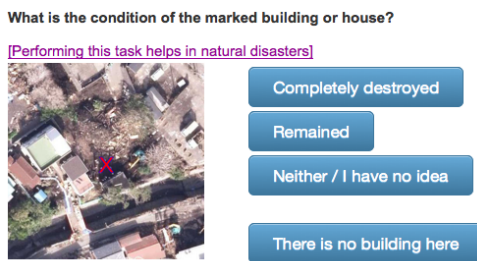 What is the condition of the marked building or house?
[Performing this task helps in natural disasters]
X
Completely destroyed
Remained
Neither / I have no idea
There is no building here